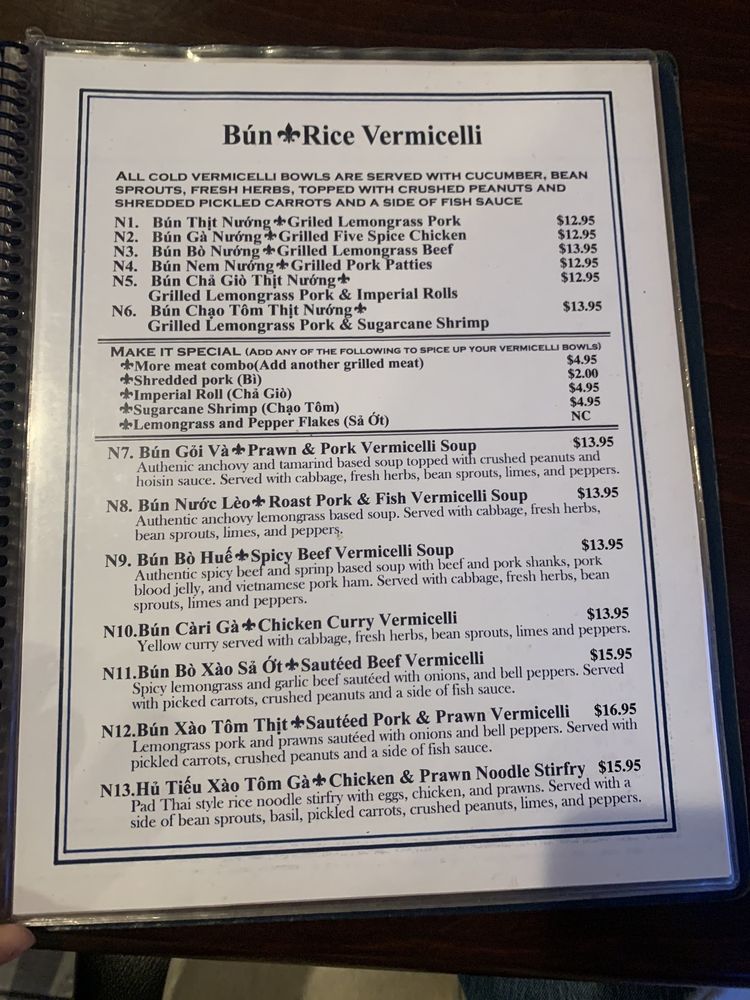 Bún ⚜ Rice Vermicelli
ALL COLD VERMICELLI BOWLS ARE SERVED WITH CUCUMBER, BEAN
SPROUTS, FRESH HERBS, TOPPED WITH CRUSHED PEANUTS AND
SHREDDED PICKLED CARROTS AND A SIDE OF FISH SAUCE
N1. Bún Thịt Nướng⚜Griled Lemongrass Pork $12.95
N2. Bún Gà Nướng⚜Grilled Five Spice Chicken $12.95
N3. Bún Bò Nướng⚜Grilled Lemongrass Beef $13.95
N4. Bún Nem Nướng⚜Grilled Pork Patties $12.95
N5. Bún Chả Giò Thịt Nướng⚜ $12.95
Grilled Lemongrass Pork & Imperial Rolls
N6. Bún Chạo Tôm Thịt Nướng⚜ $13.95
Grilled Lemongrass Pork & Sugarcane Shrimp
MAKE IT SPECIAL (ADD ANY OF THE FOLLOWING TO SPICE UP YOUR VERMICELLI BOWLS)
⚜More meat combo(Add another grilled meat) $4.95
⚜Shredded pork (Bì) $2.00
⚜Imperial Roll (Chả Giò) $4.95
⚜Sugarcane Shrimp (Chạo Tôm) $4.95
⚜Lemongrass and Pepper Flakes (Sả Ớt) NC
N7. Bún Gỏi Và⚜Prawn & Pork Vermicelli Soup $13.95
Authenic anchovy and tamarind based soup topped with crushed peanuts and
hoisin sauce. Served with cabbage, fresh herbs, bean sprouts, limes, and peppers.
N8. Bún Nước Lèo⚜Roast Pork & Fish Vermicelli Soup $13.95
Authentic anchovy lemongrass based soup. Served with cabbage, fresh herbs,
bean sprouts, limes, and peppers.
N9. Bún Bò Huế⚜Spicy Beef Vermicelli Soup $13.95
Authentic spicy beef and sprinp based soup with beef and pork shanks, pork
blood jelly, and vietnamese pork ham. Served with cabbage, fresh herbs, bean
sprouts, limes and peppers.
N10.Bún Càri Gà⚜Chicken Curry Vermicelli $13.95
Yellow curry served with cabbage, fresh herbs, bean sprouts, limes and peppers.
N11.Bún Bò Xào Sả Ớt⚜Sautéed Beef Vermicelli $15.95
Spicy lemongrass and garlic beef sautéed with onions, and bell peppers. Served
with picked carrots, crushed peanuts and a side of fish sauce.
N12.Bún Xào Tôm Thịt⚜Sautéed Pork & Prawn Vermicelli $16.95
Lemongrass pork and prawns sautéed with onions and bell peppers. Served with
pickled carrots, crushed peanuts and a side of fish sauce.
N13.Hủ Tiếu Xào Tôm Gà⚜Chicken & Prawn Noodle Stirfry $15.95
Pad Thai style rice noodle stirfry with eggs, chicken, and prawns. Served with a
side of bean sprouts, basil, pickled carrots, crushed peanuts, limes, and peppers.